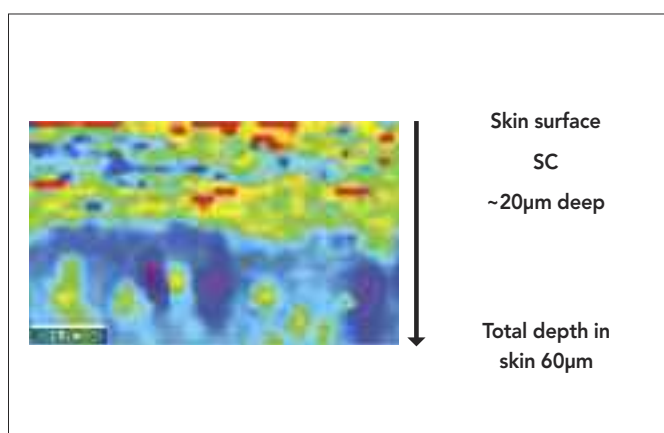 Skin surface
SC
~20μm deep
Total depth in
skin 60μm